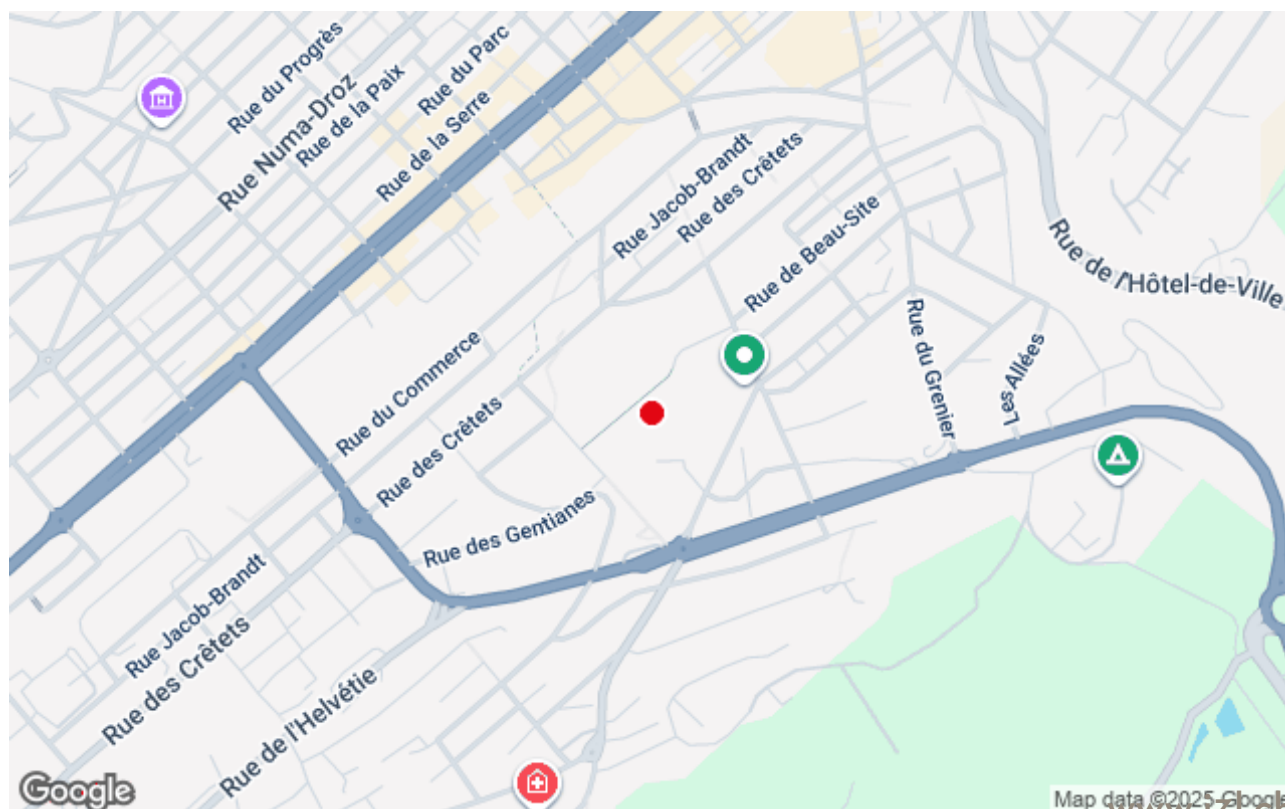 Rue du Progrès
Rue du Parc
Rue de la Paix
Rue Numa-Droz
Rue de la Serre
Rue Jacob-Brandt
Rue des Crêtets
Rue de Beau-Site
Rue de l'Hôtel-de-Ville
Rue du Grenier
Les Allées
Rue du Commerce
Rue des Crêtets
Rue des Gentianes
Rue Jacob-Brandt
Rue des Crêtets
Rue de l'Helvétie
H
Google
Map data ©2025 Google